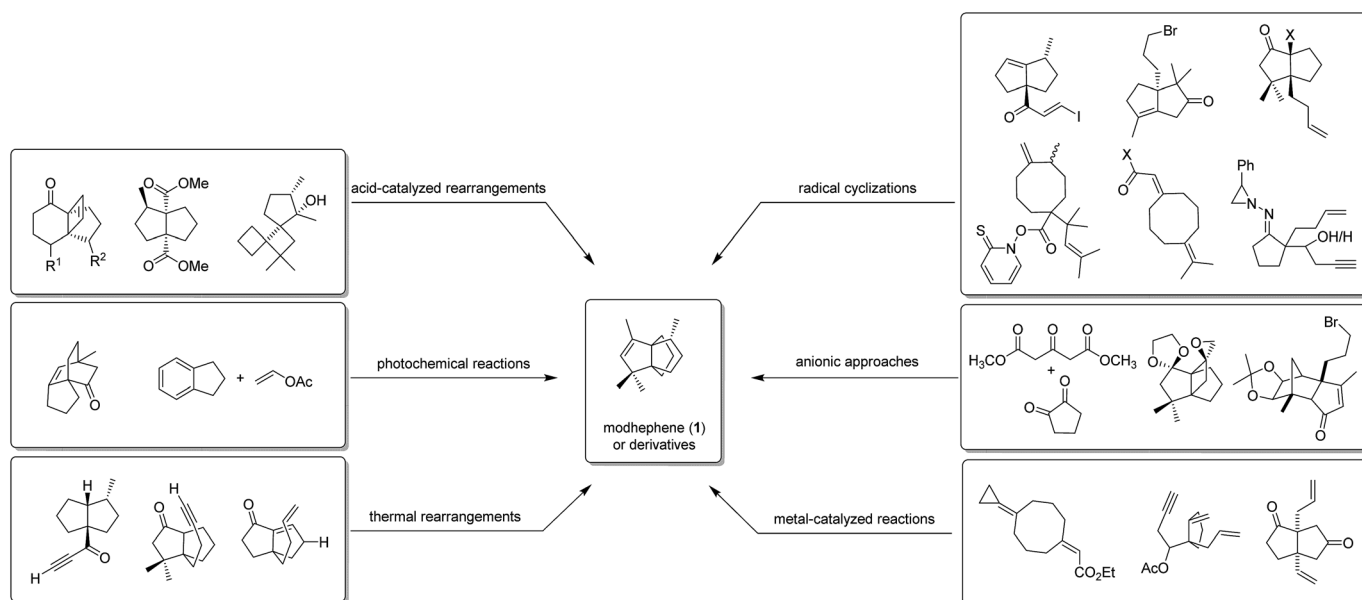 Br
O
X
O
I
O
acid-catalyzed rearrangements
radical cyclizations
O
R¹
R²
O
OMe
O
OMe
OH
S
N
O
O
X
O
Ph
N
N
OH/H
photochemical reactions
anionic approaches
O
+
OAc
modhephene (1)
or derivatives
O
O
O
H₃CO
OCH₃
+
O
O
O
O
O
Br
O
O
O
thermal rearrangements
metal-catalyzed reactions
H
H
O
H
O
O
H
CO₂Et
AcO
O
O